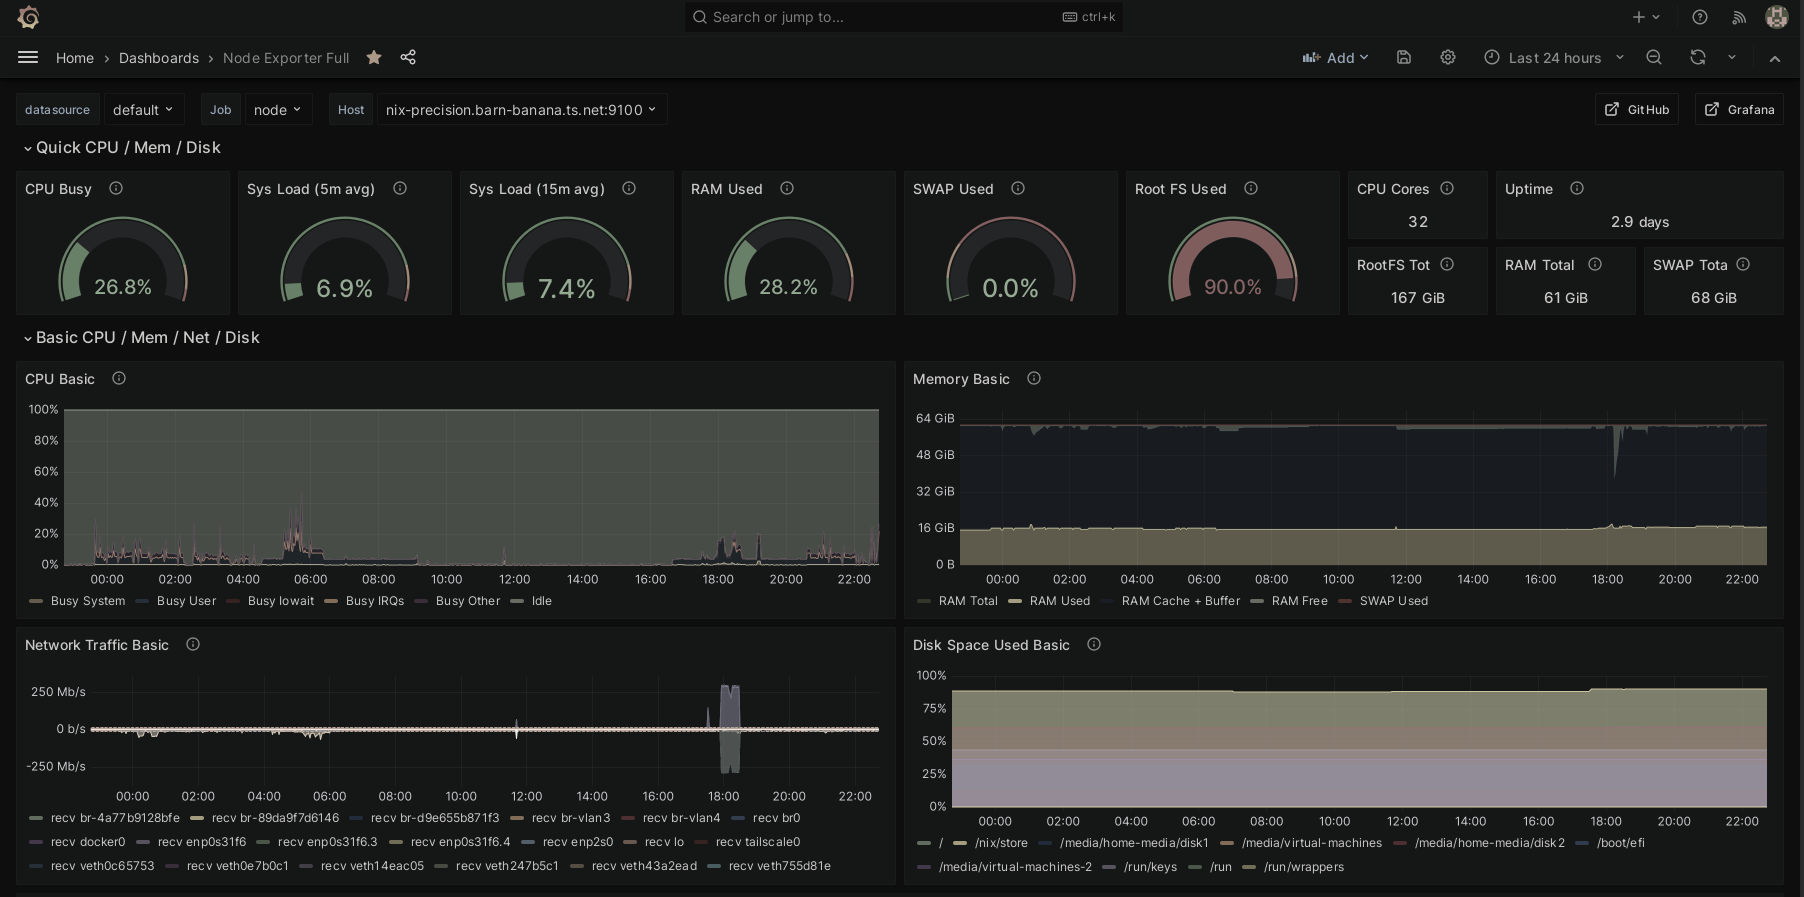 Search or jump to...
ctrl+k
Home › Dashboards › Node Exporter Full
Add
Last 24 hours
datasource default Job node Host nix-precision.barn-banana.ts.net:9100
GitHub Grafana
Quick CPU / Mem / Disk
CPU Busy
26.8%
Sys Load (5m avg)
6.9%
Sys Load (15m avg)
7.4%
RAM Used
28.2%
SWAP Used
0.0%
Root FS Used
90.0%
CPU Cores
32
Uptime
2.9 days
RootFS Tot
167 GiB
RAM Total
61 GiB
SWAP Tota
68 GiB
Basic CPU / Mem / Net / Disk
CPU Basic
100%
80%
60%
40%
20%
0%
00:00 02:00 04:00 06:00 08:00 10:00 12:00 14:00 16:00 18:00 20:00 22:00
Busy System Busy User Busy Iowait Busy IRQs Busy Other Idle
Memory Basic
64 GiB
48 GiB
32 GiB
16 GiB
0 B
00:00 02:00 04:00 06:00 08:00 10:00 12:00 14:00 16:00 18:00 20:00 22:00
RAM Total RAM Used RAM Cache + Buffer RAM Free SWAP Used
Network Traffic Basic
250 Mb/s
0 b/s
-250 Mb/s
00:00 02:00 04:00 06:00 08:00 10:00 12:00 14:00 16:00 18:00 20:00 22:00
recv br-4a77b9128bfe recv br-89da9f7d6146 recv br-d9e655b871f3 recv br-vlan3 recv br-vlan4 recv br0
recv docker0 recv enp0s31f6 recv enp0s31f6.3 recv enp0s31f6.4 recv enp2s0 recv lo recv tailscale0
recv veth0c65753 recv veth0e7b0c1 recv veth14eac05 recv veth247b5c1 recv veth43a2ead recv veth755d81e
Disk Space Used Basic
100%
75%
50%
25%
0%
00:00 02:00 04:00 06:00 08:00 10:00 12:00 14:00 16:00 18:00 20:00 22:00
/ /nix/store /media/home-media/disk1 /media/virtual-machines /media/home-media/disk2 /boot/efi
/media/virtual-machines-2 /run/keys /run /run/wrappers